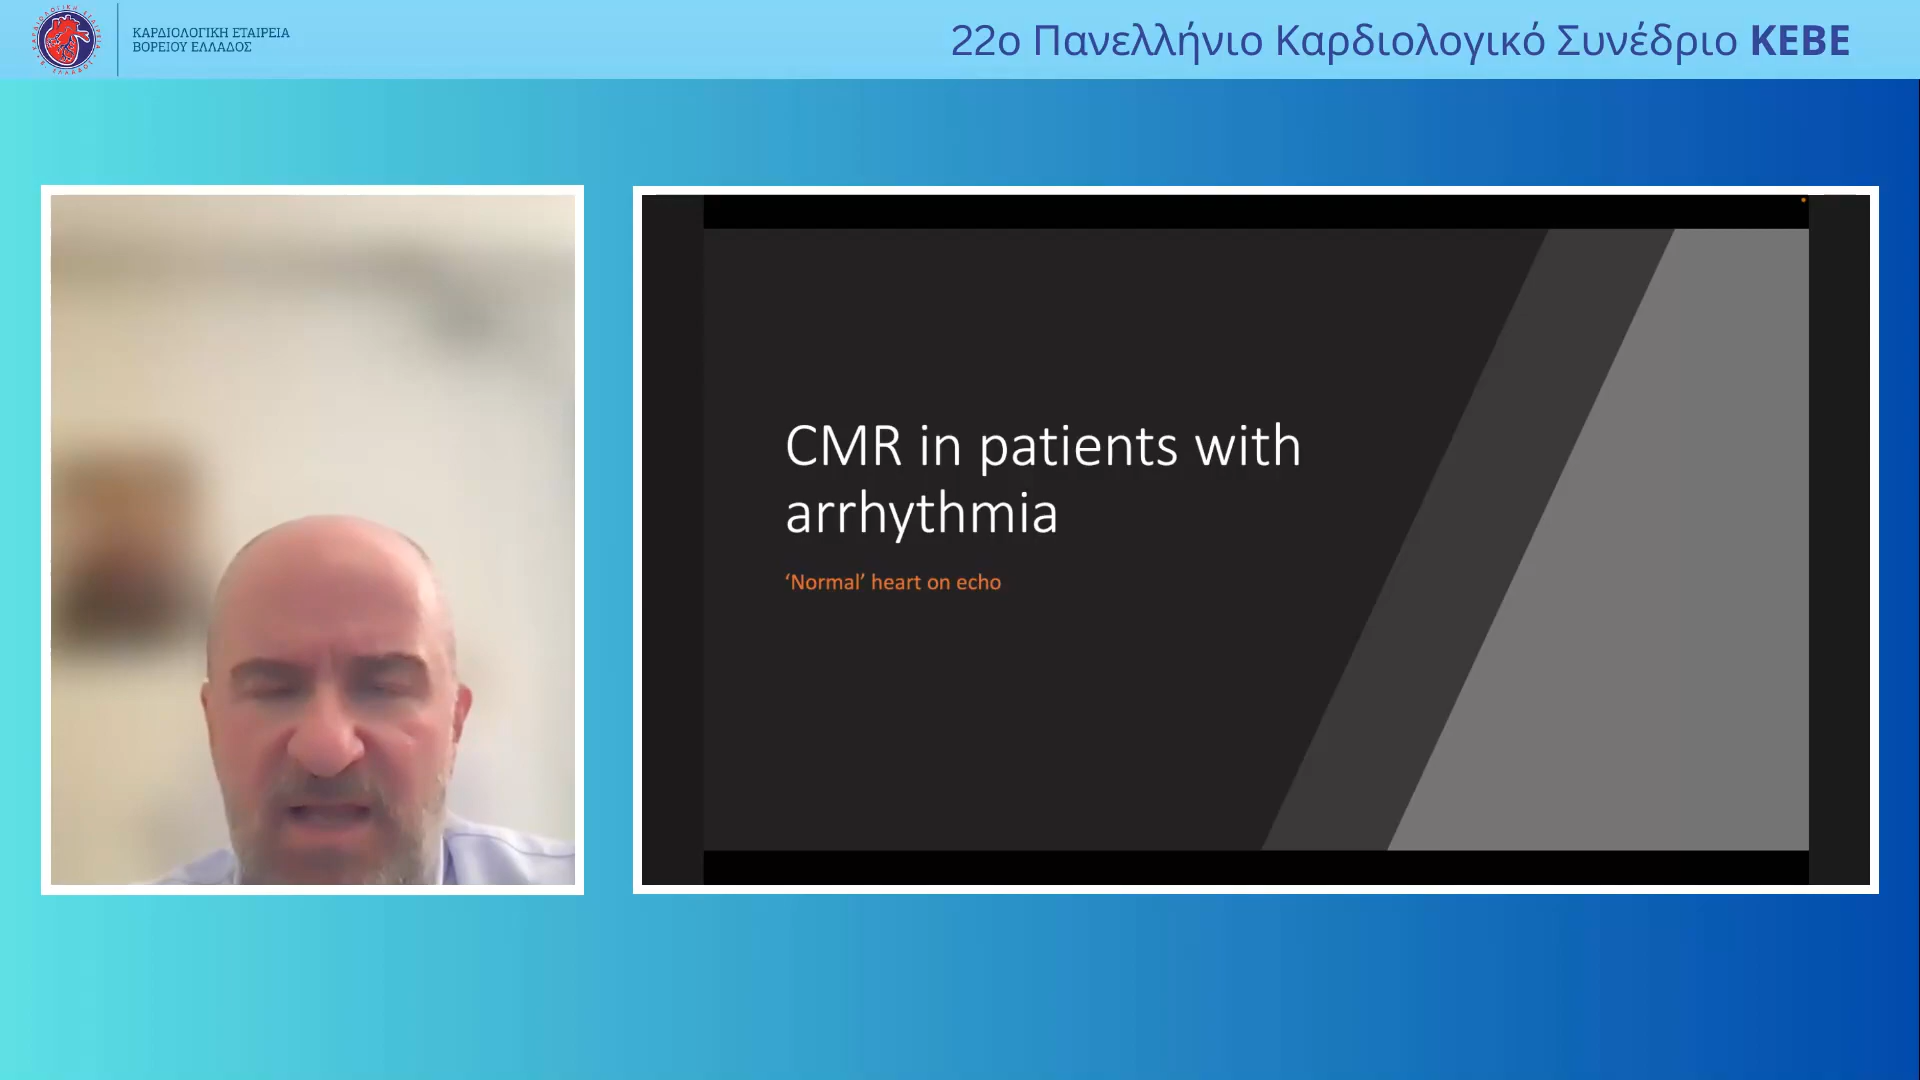 ΚΑΡΔΙΟΛΟΓΙΚΗ ΕΤΑΙΡΕΙΑ
ΒΟΡΕΙΟΥ ΕΛΛΑΔΟΣ
22ο Πανελλήνιο Καρδιολογικό Συνέδριο ΚΕΒΕ
CMR in patients with
arrhythmia
‘Normal’ heart on echo